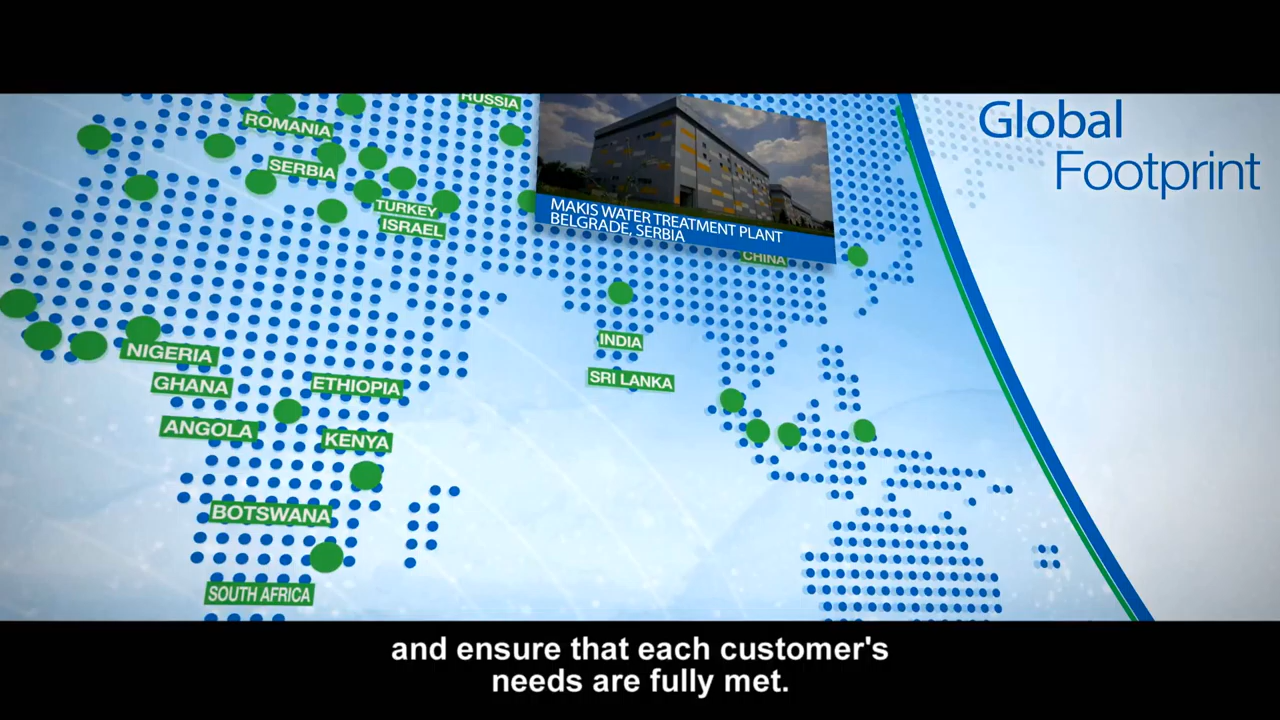 Global
Footprint
RUSSIA
ROMANIA
SERBIA
TURKEY
ISRAEL
MAKIS WATER TREATMENT PLANT
BELGRADE, SERBIA
CHINA
INDIA
SRI LANKA
NIGERIA
GHANA
ETHIOPIA
ANGOLA
KENYA
BOTSWANA
SOUTH AFRICA
and ensure that each customer's
needs are fully met.